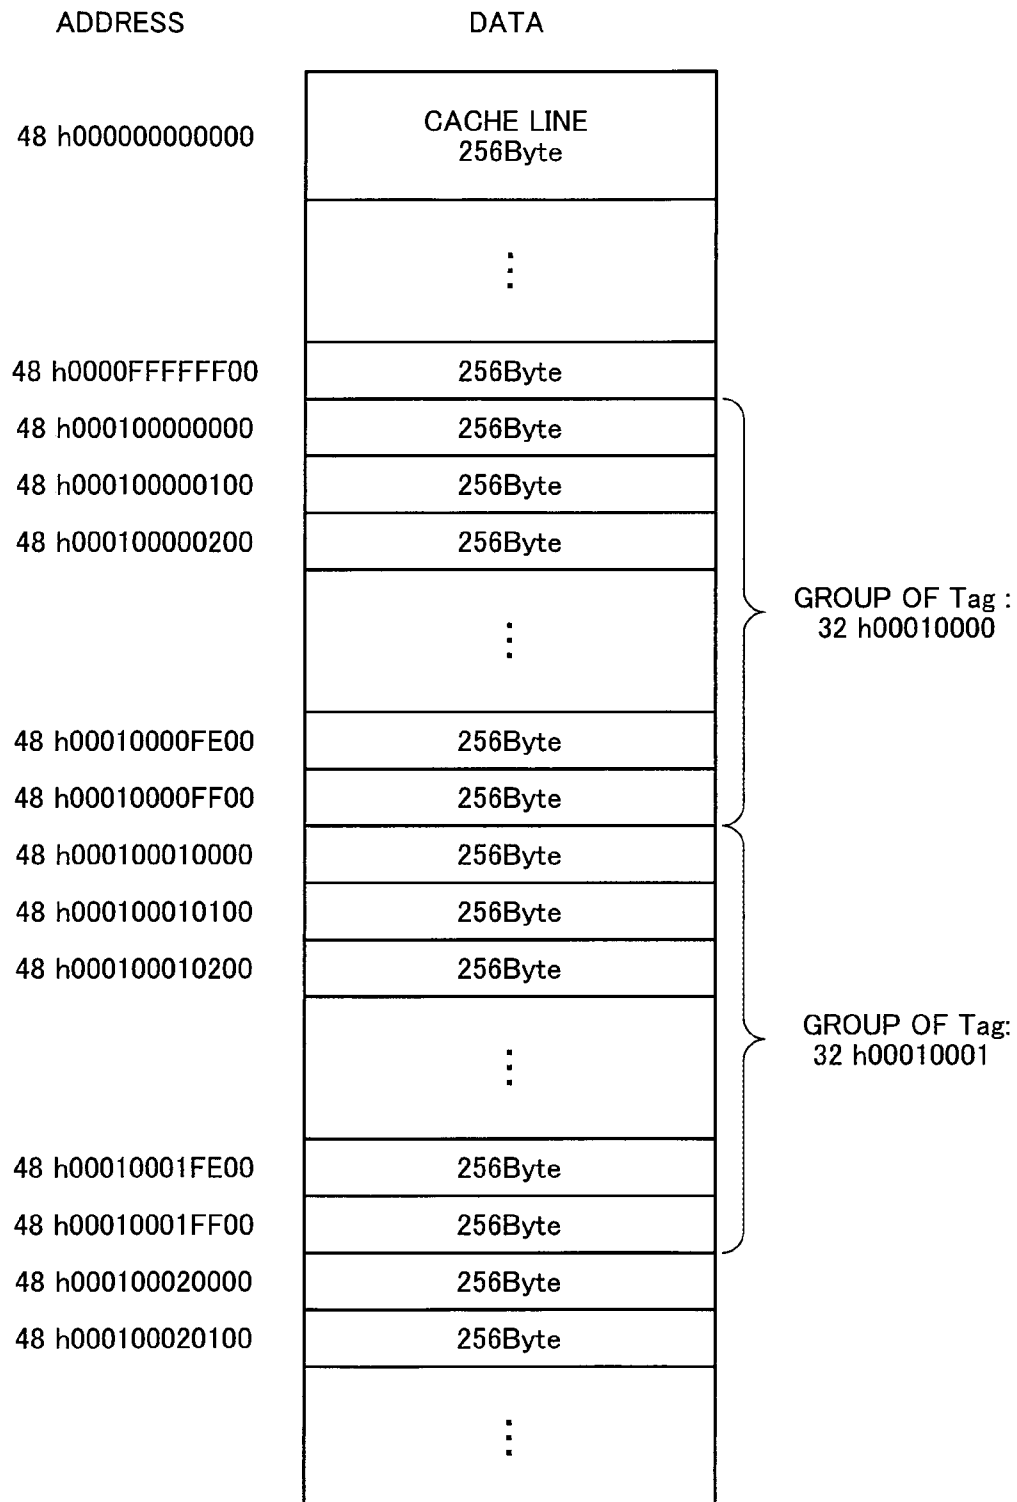 ADDRESS DATA
48 h000000000000 CACHE LINE
256Byte
⋮
48 h0000FFFFFF00 256Byte
48 h000100000000 256Byte
48 h000100000100 256Byte
48 h000100000200 256Byte
GROUP OF Tag :
32 h00010000
⋮
48 h00010000FE00 256Byte
48 h00010000FF00 256Byte
48 h000100010000 256Byte
48 h000100010100 256Byte
48 h000100010200 256Byte
GROUP OF Tag:
32 h00010001
⋮
48 h00010001FE00 256Byte
48 h00010001FF00 256Byte
48 h000100020000 256Byte
48 h000100020100 256Byte
⋮